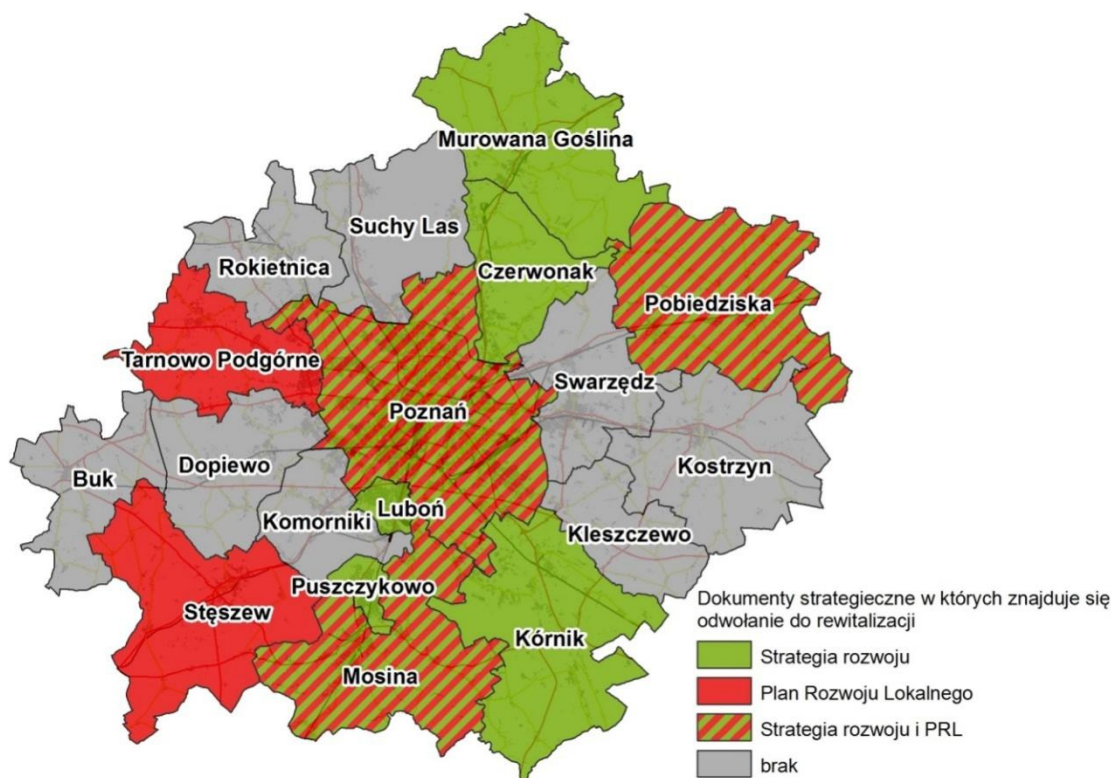 Murowana Goślina
Suchy Las
Rokietnica
Czerwonak
Pobiedziska
Tarnowo Podgórne
Swarzędz
Poznań
Kostrzyn
Buk
Dopiewo
Komorniki
Luboń
Kleszczewo
Puszczykowo
Stęszew
Kórnik
Mosina
Dokumenty strategiczne w których znajduje się
odwołanie do rewitalizacji
Strategia rozwoju
Plan Rozwoju Lokalnego
Strategia rozwoju i PRL
brak